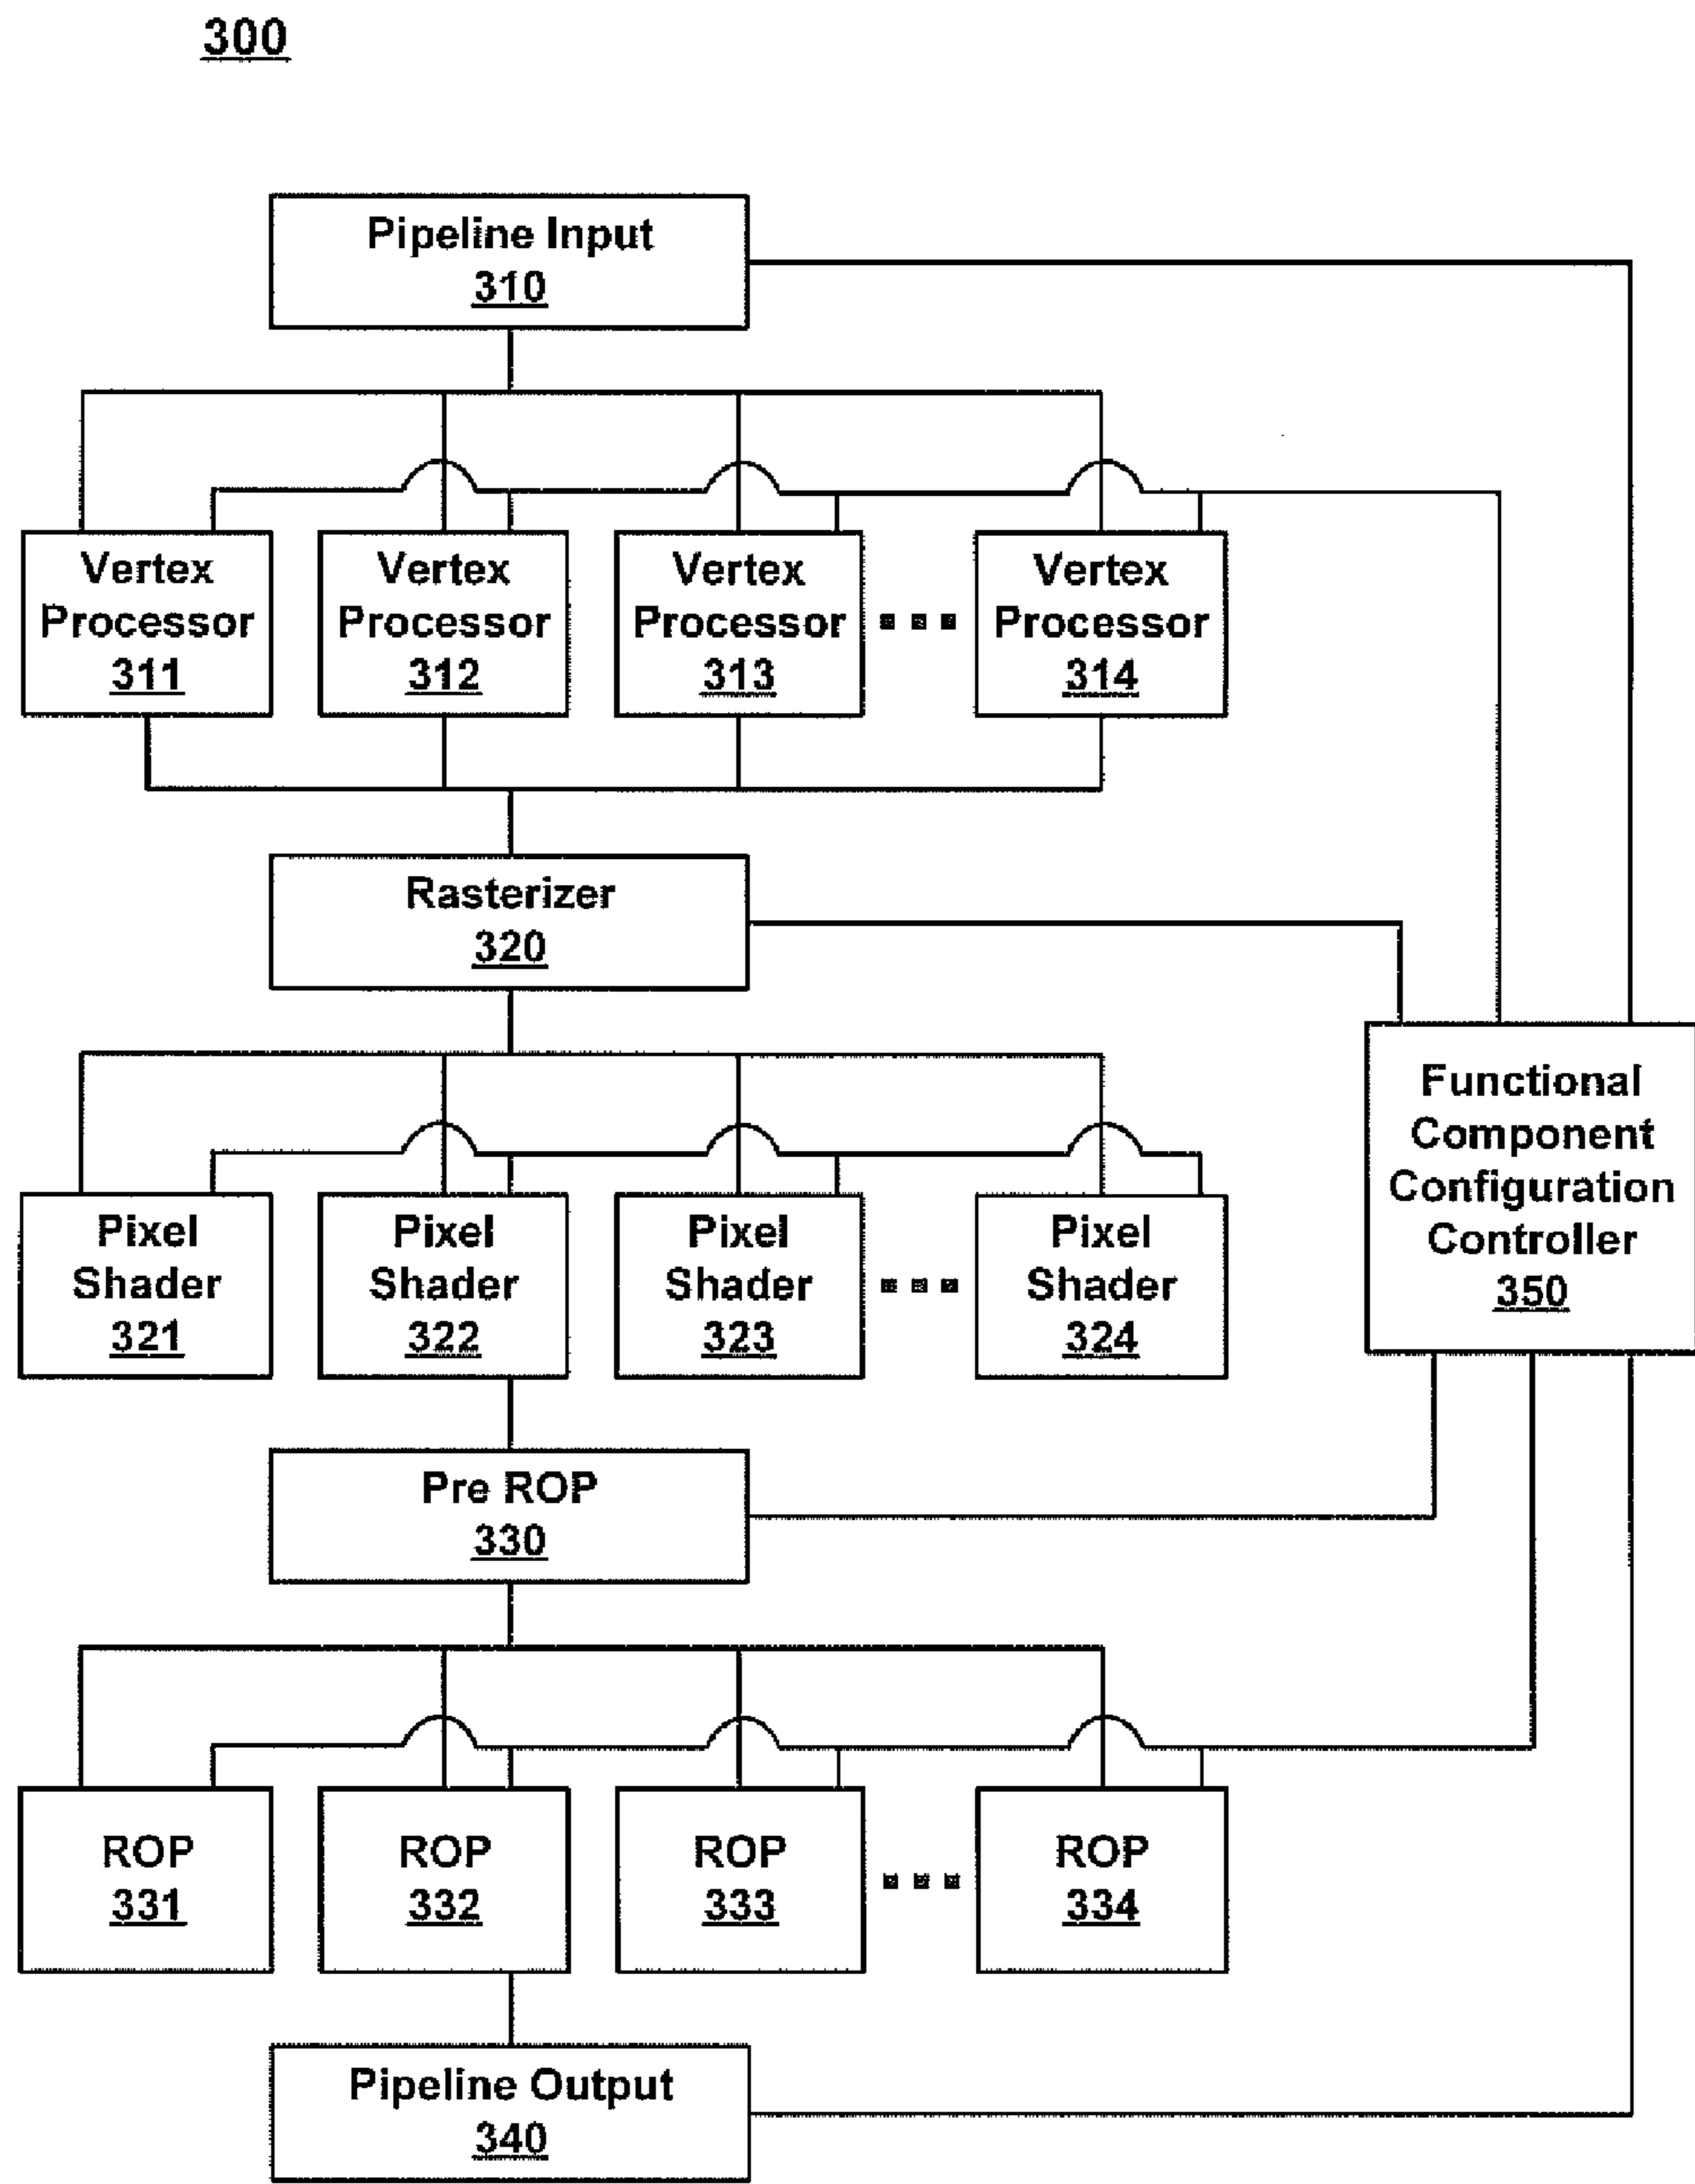 300
Pipeline Input
310
Vertex
Processor
311
Vertex
Processor
312
Vertex
Processor
313
Vertex
Processor
314
Rasterizer
320
Functional
Component
Configuration
Controller
350
Pixel
Shader
321
Pixel
Shader
322
Pixel
Shader
323
Pixel
Shader
324
Pre ROP
330
ROP
331
ROP
332
ROP
333
ROP
334
Pipeline Output
340